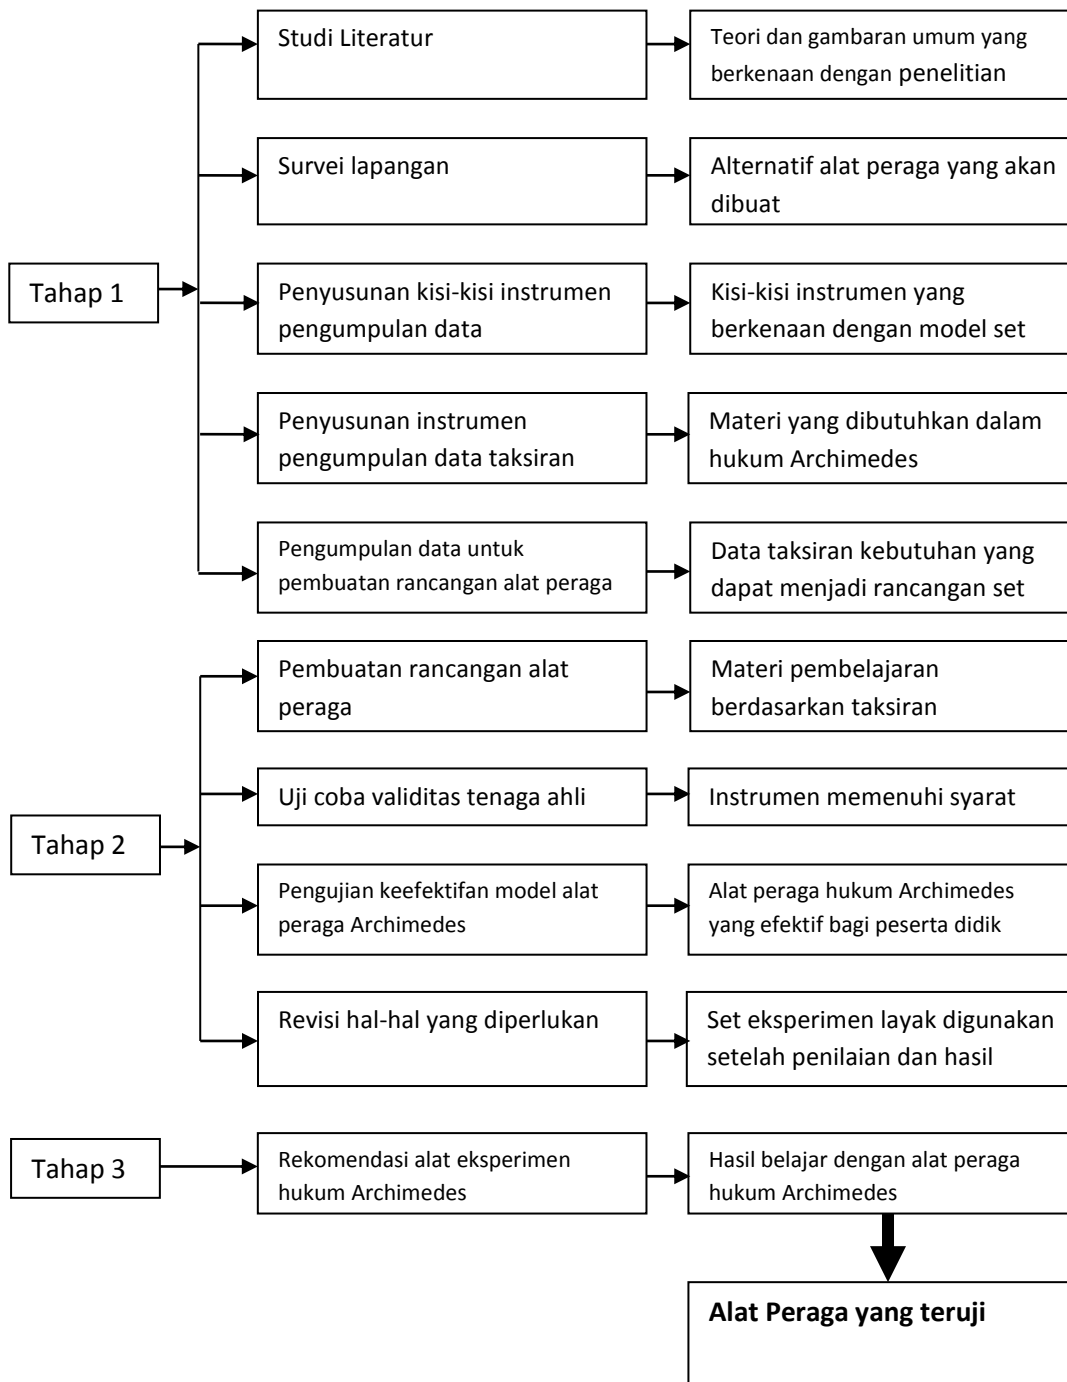 Studi Literatur
Teori dan gambaran umum yang
berkenaan dengan penelitian
Survei lapangan
Alternatif alat peraga yang akan
dibuat
Tahap 1
Penyusunan kisi-kisi instrumen
pengumpulan data
Kisi-kisi instrumen yang
berkenaan dengan model set
Penyusunan instrumen
pengumpulan data taksiran
Materi yang dibutuhkan dalam
hukum Archimedes
Pengumpulan data untuk
pembuatan rancangan alat peraga
Data taksiran kebutuhan yang
dapat menjadi rancangan set
Pembuatan rancangan alat
peraga
Materi pembelajaran
berdasarkan taksiran
Uji coba validitas tenaga ahli
Instrumen memenuhi syarat
Tahap 2
Pengujian keefektifan model alat
peraga Archimedes
Alat peraga hukum Archimedes
yang efektif bagi peserta didik
Revisi hal-hal yang diperlukan
Set eksperimen layak digunakan
setelah penilaian dan hasil
Tahap 3
Rekomendasi alat eksperimen
hukum Archimedes
Hasil belajar dengan alat peraga
hukum Archimedes
Alat Peraga yang teruji